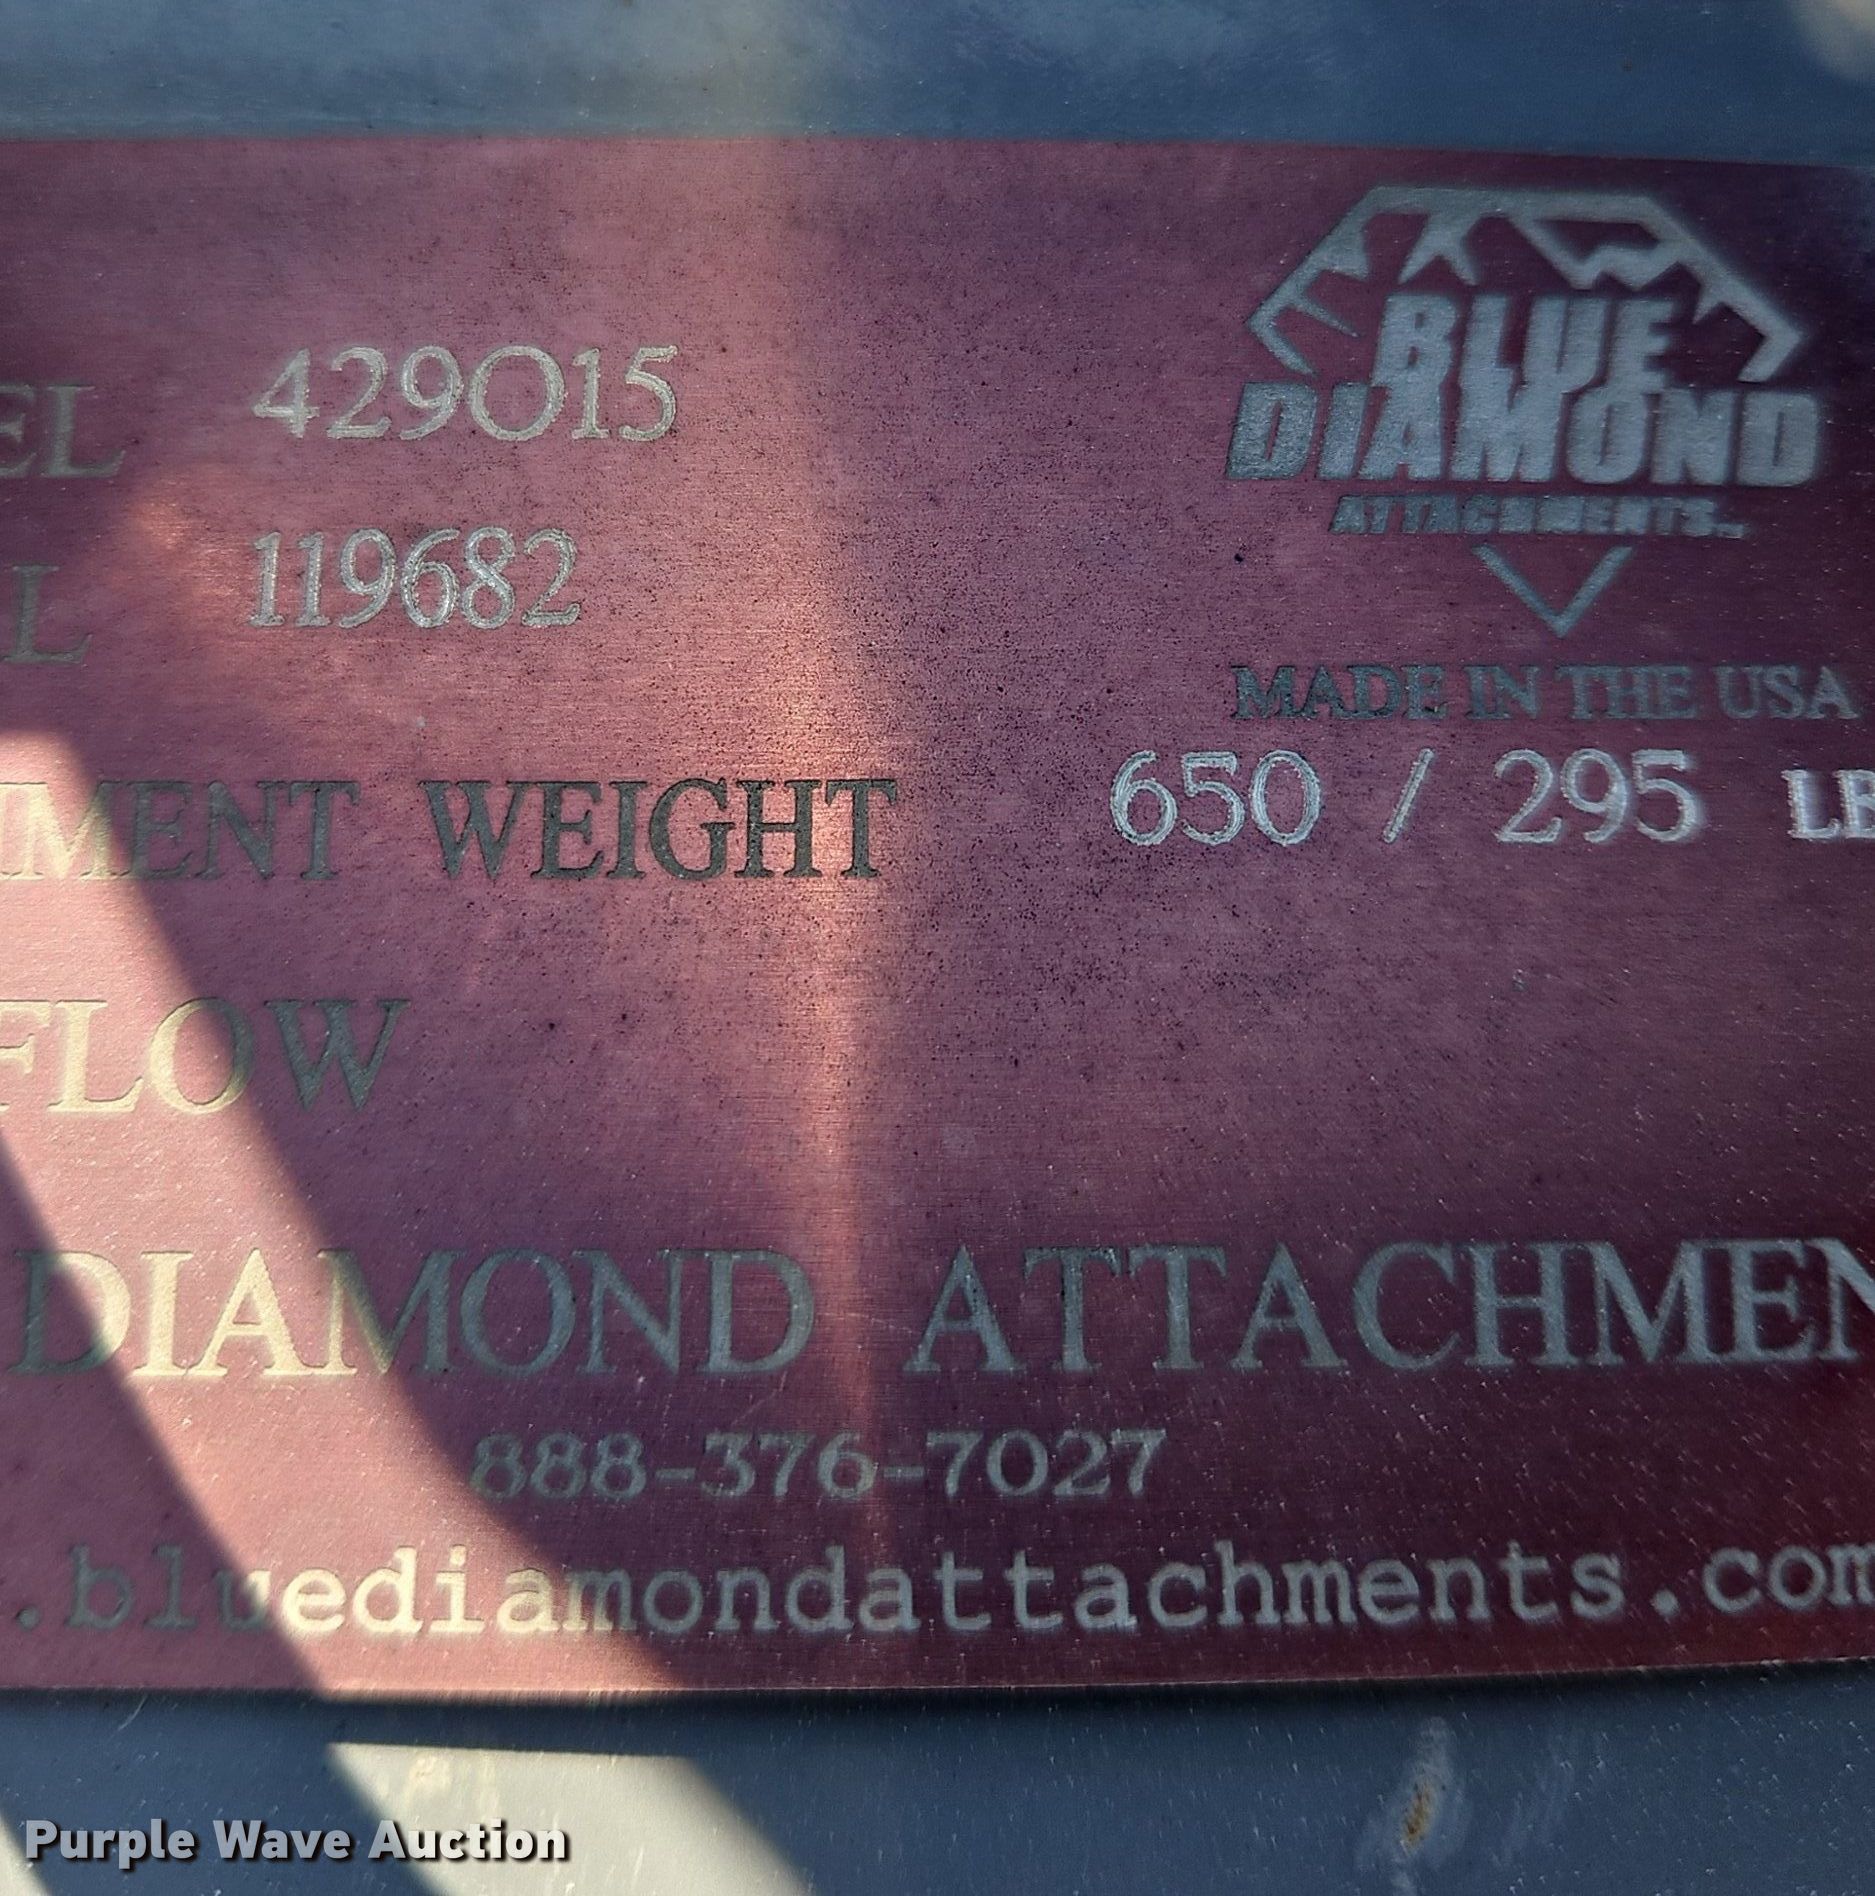 BLUE
DIAMOND
ATTACHMENTS
EL 429015
L 119682
MADE IN THE USA
MENT WEIGHT 650 / 295 LB
FLOW
DIAMOND ATTACHMEN
888-376-7027
.bluediamondattachments.com
Purple Wave Auction